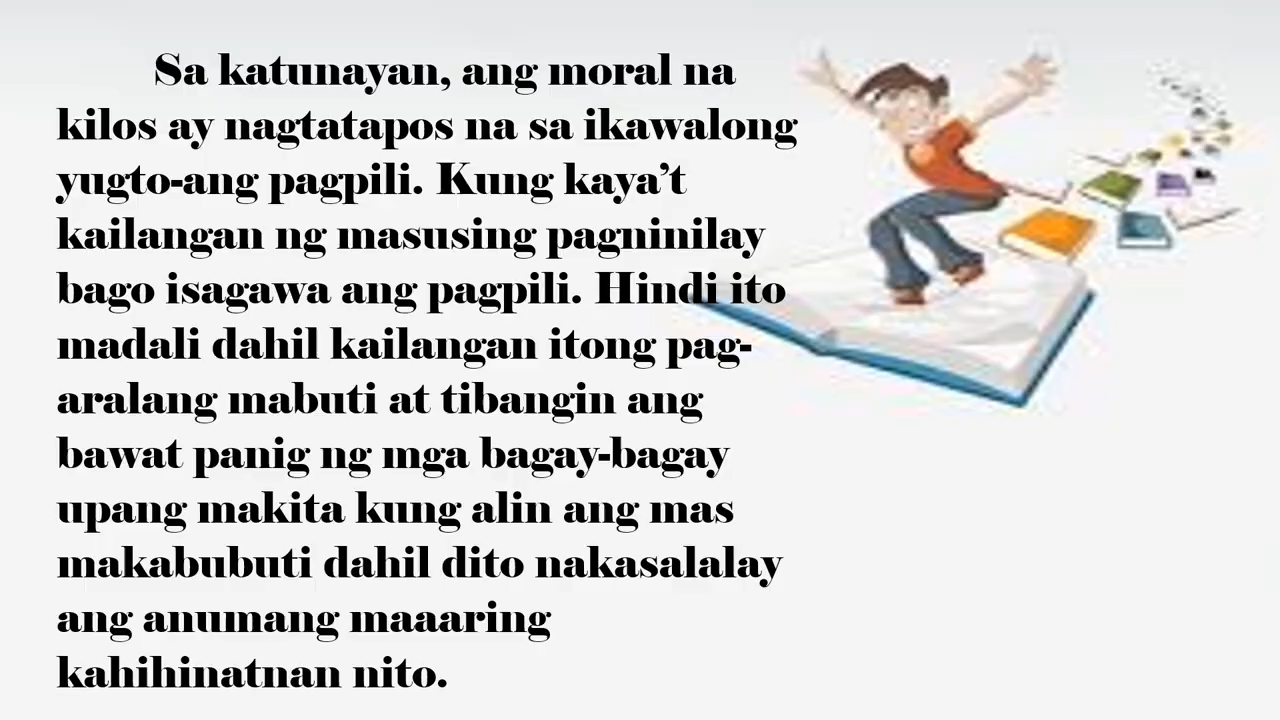 Sa katunayan, ang moral na
kilos ay nagtatapos na sa ikawalong
yugto-ang pagpili. Kung kaya’t
kailangan ng masusing pagninilay
bago isagawa ang pagpili. Hindi ito
madali dahil kailangan itong pag-
aralang mabuti at tibangin ang
bawat panig ng mga bagay-bagay
upang makita kung alin ang mas
makabubuti dahil dito nakasalalay
ang anumang maaaring
kahihinatnan nito.